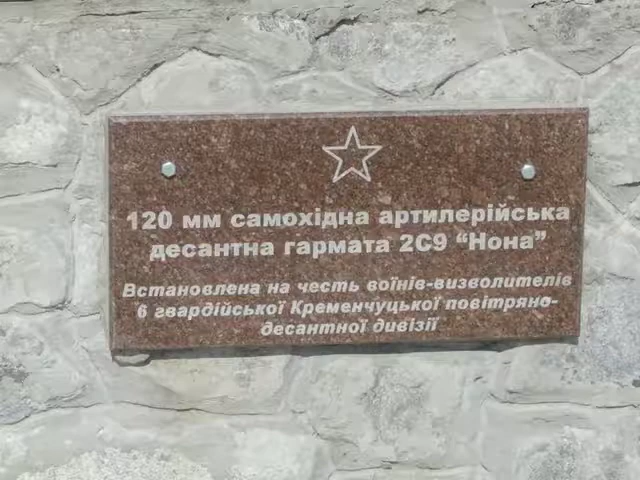 120 мм самохідна артилерійська
десантна гармата 2С9 “Нона”
Встановлена на честь воїнів-визволителів
6 гвардійської Кременчуцької повітряно-
десантної дивізії